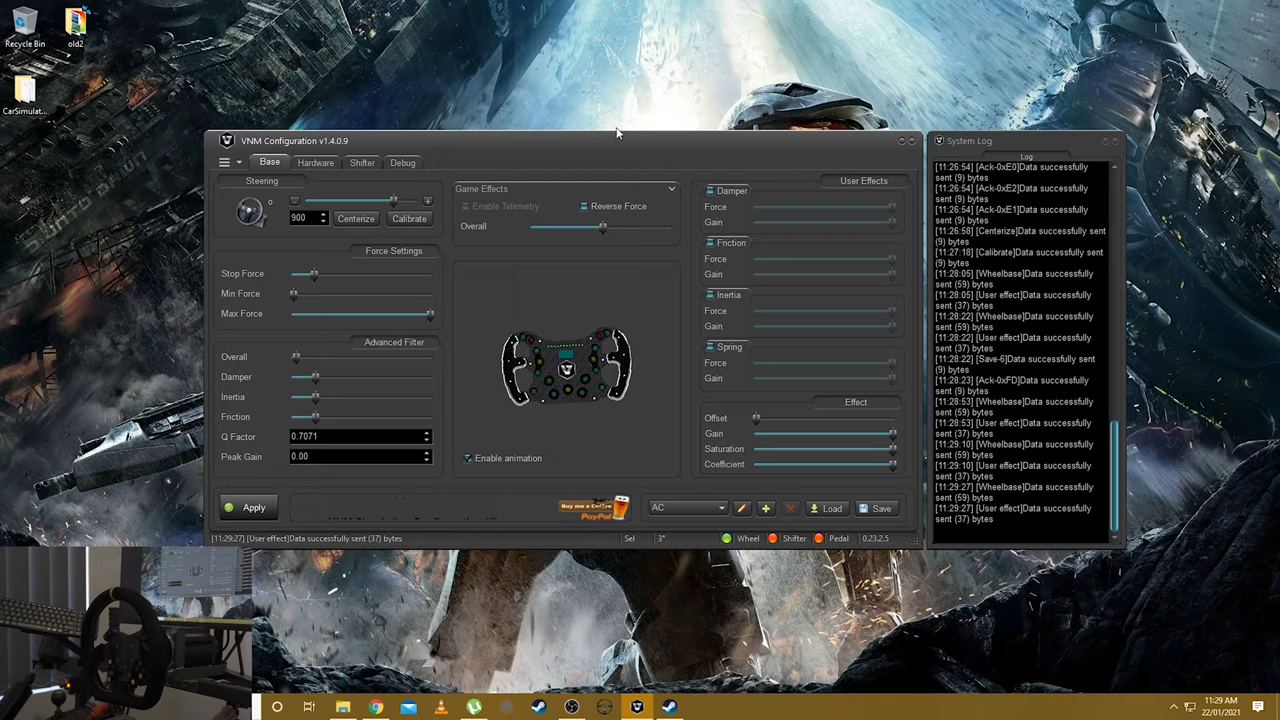 Recycle Bin
old2
CarSimulat...
VNM Configuration v1.4.0.9
Base
Hardware
Shifter
Debug
Steering
900
Centerize
Calibrate
Force Settings
Stop Force
Min Force
Max Force
Advanced Filter
Overall
Damper
Inertia
Friction
Q Factor
0.7071
Peak Gain
0.00
Game Effects
Enable Telemetry
Reverse Force
Overall
Enable animation
User Effects
Damper
Force
Gain
Friction
Force
Gain
Inertia
Force
Gain
Spring
Force
Gain
Effect
Offset
Gain
Saturation
Coefficient
Apply
Buy me a Coffee
PayPal
AC
Load
Save
[11:29:27] [User effect]Data successfully sent (37) bytes
Sel
3°
Wheel
Shifter
Pedal
0.23.2.5
System Log
Log
[11:26:54] [Ack-0xE0]Data successfully
sent (9) bytes
[11:26:54] [Ack-0xE2]Data successfully
sent (9) bytes
[11:26:54] [Ack-0xE1]Data successfully
sent (9) bytes
[11:26:58] [Centerize]Data successfully sent
(9) bytes
[11:27:18] [Calibrate]Data successfully sent
(9) bytes
[11:28:05] [Wheelbase]Data successfully
sent (59) bytes
[11:28:05] [User effect]Data successfully
sent (37) bytes
[11:28:22] [Wheelbase]Data successfully
sent (59) bytes
[11:28:22] [User effect]Data successfully
sent (37) bytes
[11:28:22] [Save-6]Data successfully sent
(9) bytes
[11:28:23] [Ack-0xFD]Data successfully
sent (9) bytes
[11:28:53] [Wheelbase]Data successfully
sent (59) bytes
[11:28:53] [User effect]Data successfully
sent (37) bytes
[11:29:10] [Wheelbase]Data successfully
sent (59) bytes
[11:29:10] [User effect]Data successfully
sent (37) bytes
[11:29:27] [Wheelbase]Data successfully
sent (59) bytes
[11:29:27] [User effect]Data successfully
sent (37) bytes
11:29 AM
22/01/2021